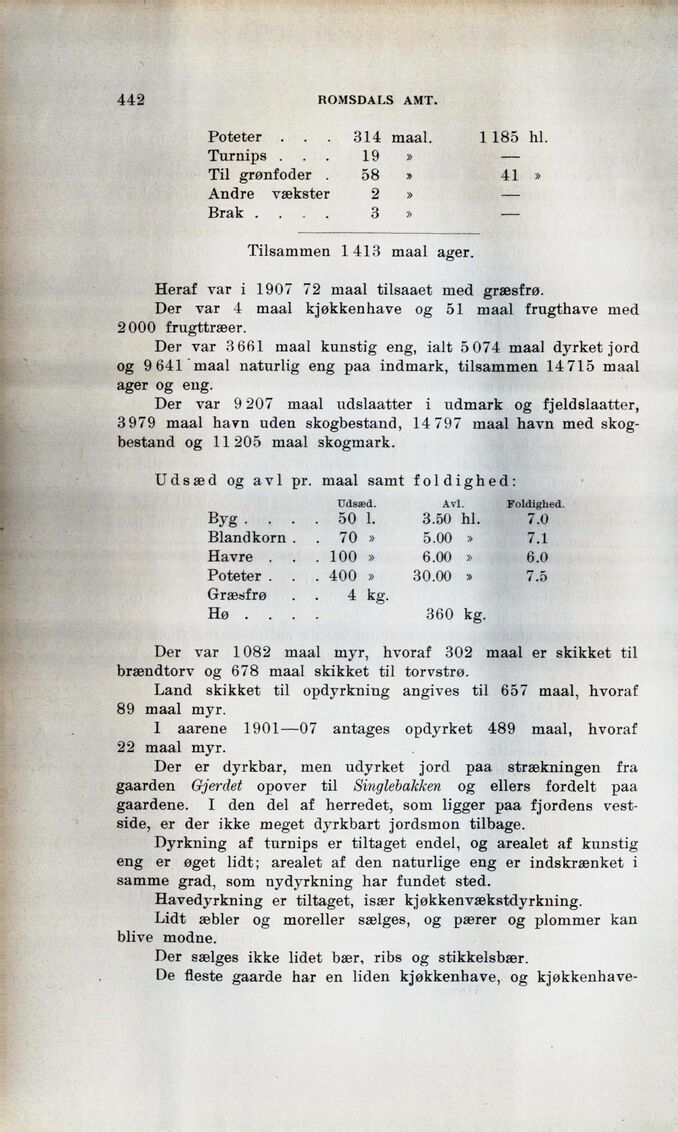 442 ROMSDALS AMT.
Poteter . . . 314 maal. 1 185 hl.
Turnips . . . 19 » —
Til grønfoder . 58 » 41 »
Andre vækster 2 » —
Brak . . . . 3 » —
Tilsammen 1 413 maal ager.
Heraf var i 1907 72 maal tilsaaet med græsfrø.
Der var 4 maal kjøkkenhave og 51 maal frugthave med
2 000 frugttræer.
Der var 3 661 maal kunstig eng, ialt 5 074 maal dyrket jord
og 9 641 maal naturlig eng paa indmark, tilsammen 14 715 maal
ager og eng.
Der var 9 207 maal udslaatter i udmark og fjeldslaatter,
3 979 maal havn uden skogbestand, 14 797 maal havn med skog-
bestand og 11 205 maal skogmark.
Udsæd og avl pr. maal samt foldighed:
Udsæd. Avl. Foldighed.
Byg . . . . 50 l. 3.50 hl. 7.0
Blandkorn . . 70 » 5.00 » 7.1
Havre . . . 100 » 6.00 » 6.0
Poteter . . . 400 » 30.00 » 7.5
Græsfrø . . 4 kg.
Hø . . . . 360 kg.
Der var 1 082 maal myr, hvoraf 302 maal er skikket til
brændtorv og 678 maal skikket til torvstrø.
Land skikket til opdyrkning angives til 657 maal, hvoraf
89 maal myr.
I aarene 1901—07 antages opdyrket 489 maal, hvoraf
22 maal myr.
Der er dyrkbar, men udyrket jord paa strækningen fra
gaarden Gjerdet opover til Singlebakken og ellers fordelt paa
gaardene. I den del af herredet, som ligger paa fjordens vest-
side, er der ikke meget dyrkbart jordsmon tilbage.
Dyrkning af turnips er tiltaget endel, og arealet af kunstig
eng er øget lidt; arealet af den naturlige eng er indskrænket i
samme grad, som nydyrkning har fundet sted.
Havedyrkning er tiltaget, især kjøkkenvækstdyrkning.
Lidt æbler og moreller sælges, og pærer og plommer kan
blive modne.
Der sælges ikke lidet bær, ribs og stikkelsbær.
De fleste gaarde har en liden kjøkkenhave, og kjøkkenhave-